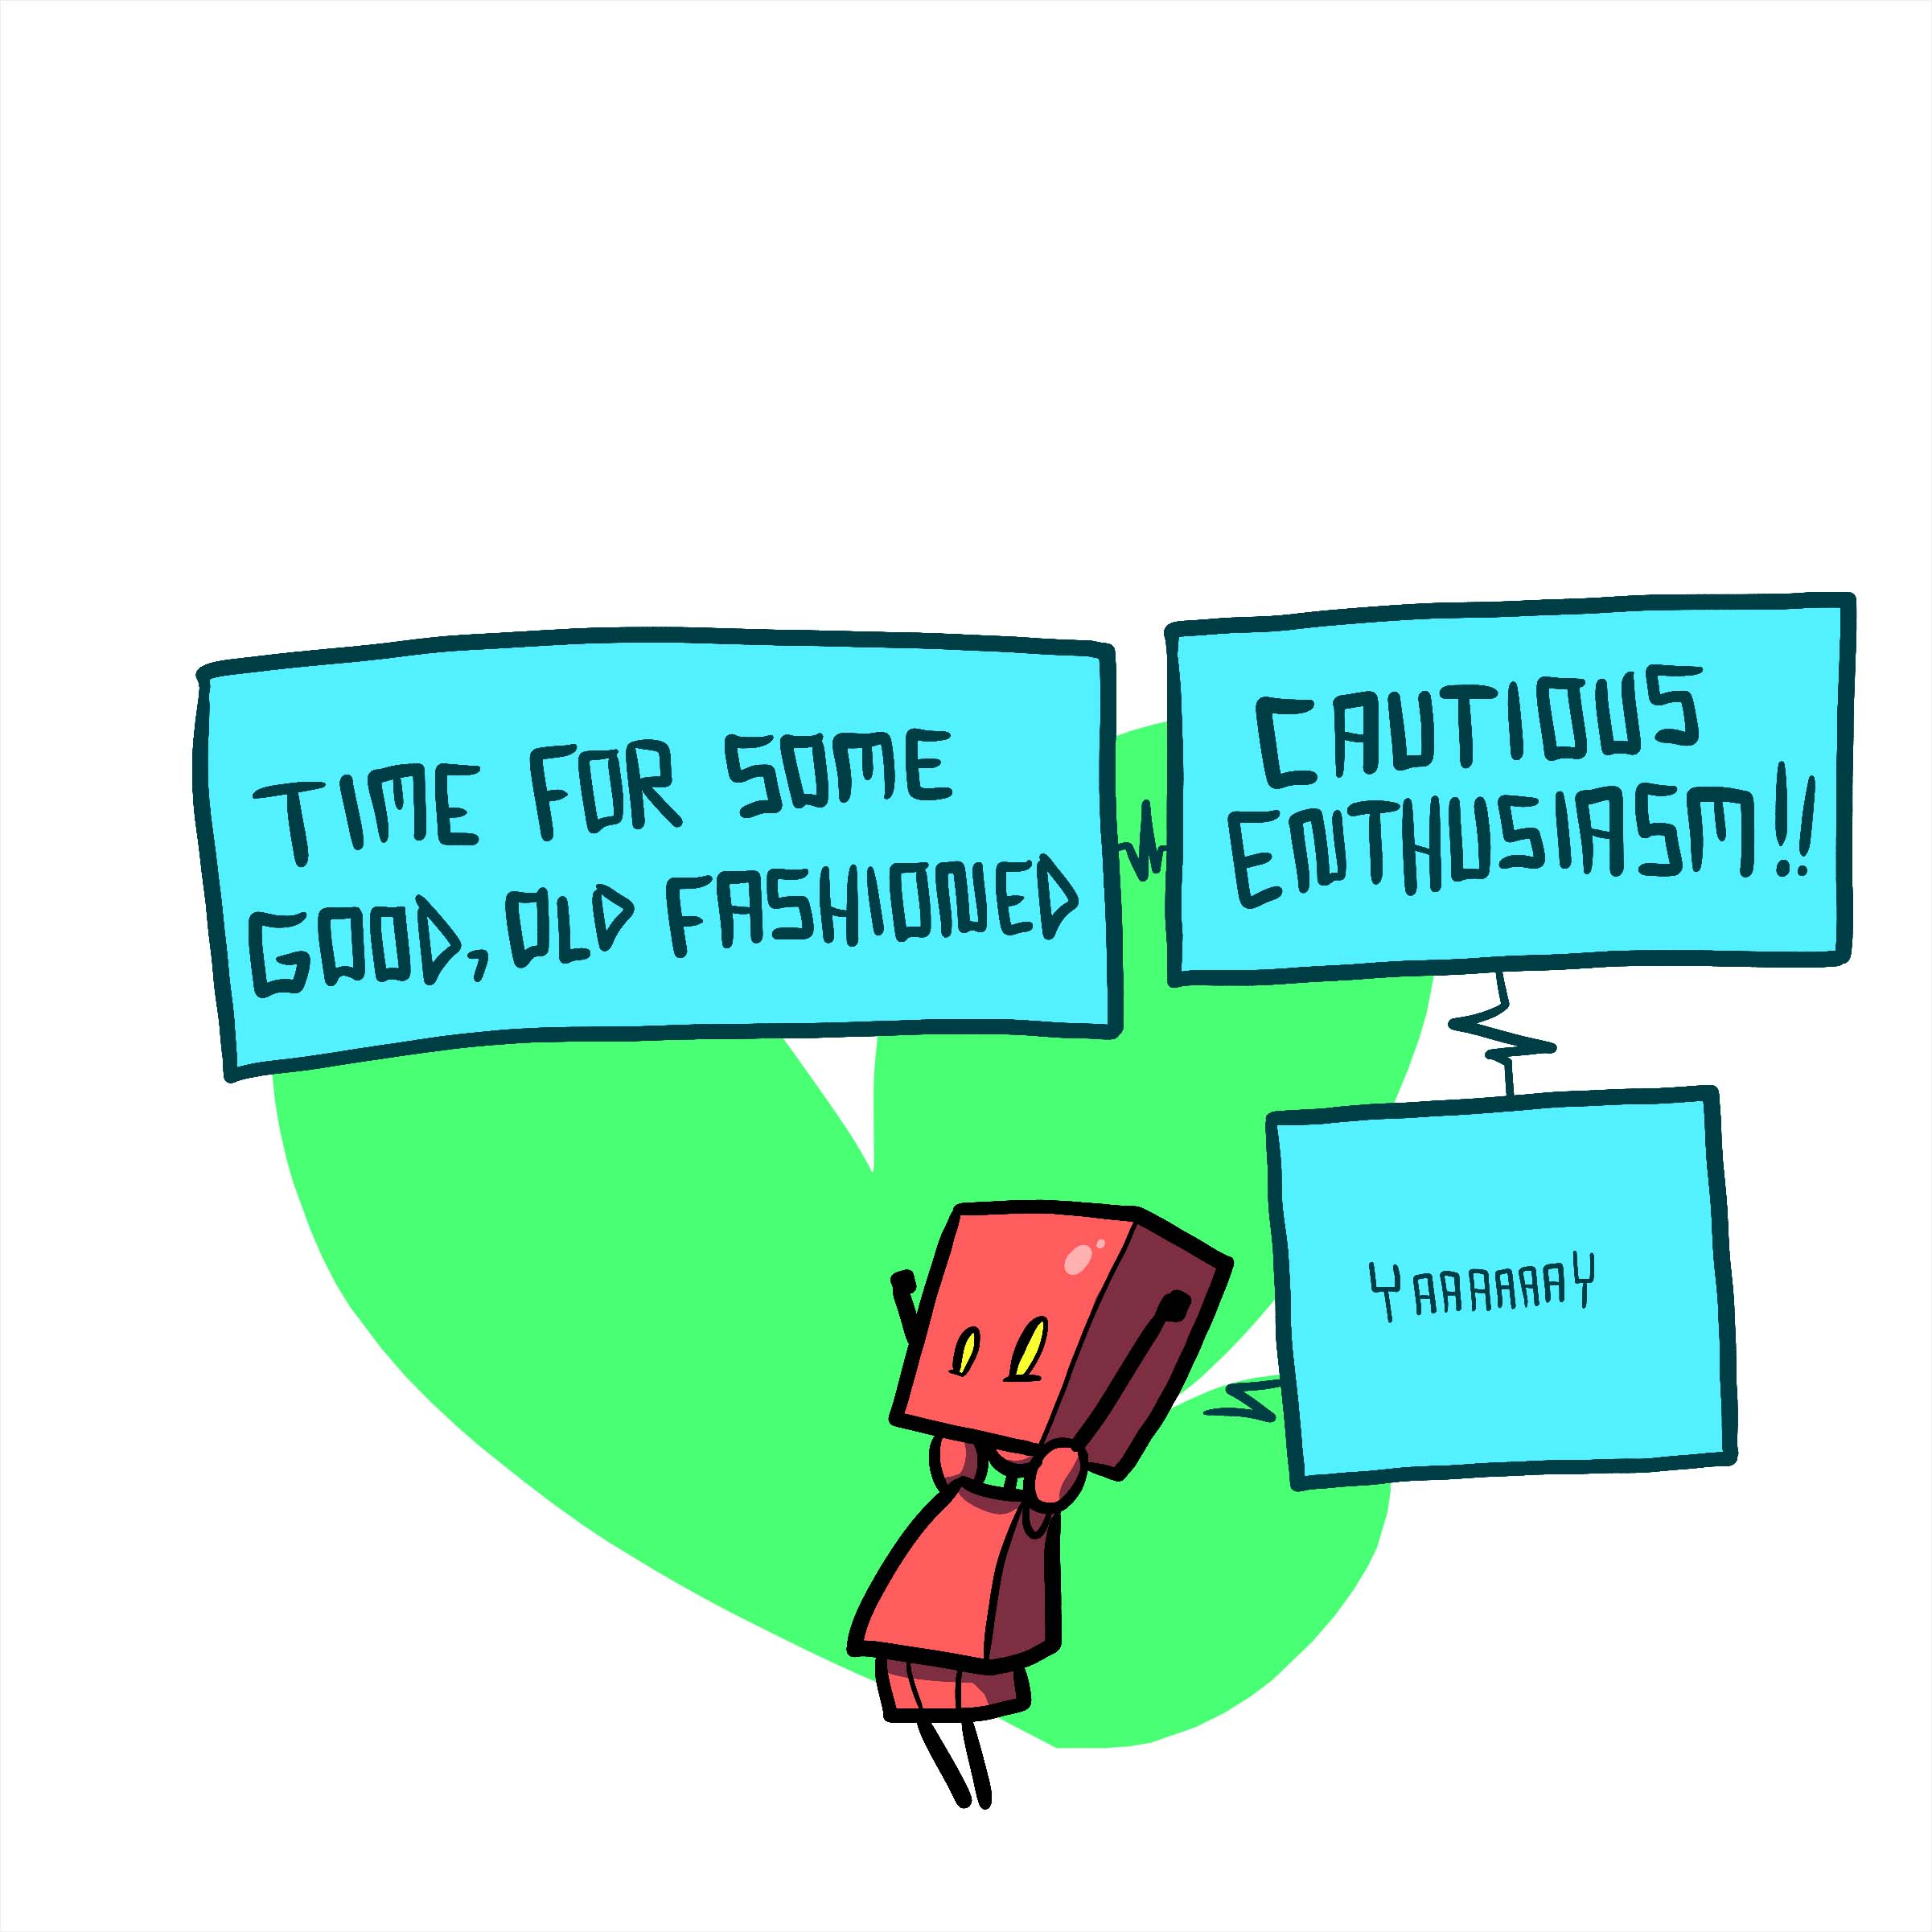 TIME FOR SOME
GOOD, OLD FASHIONED
CAUTIOUS
ENTHUSIASM!!
YAAAAAAY